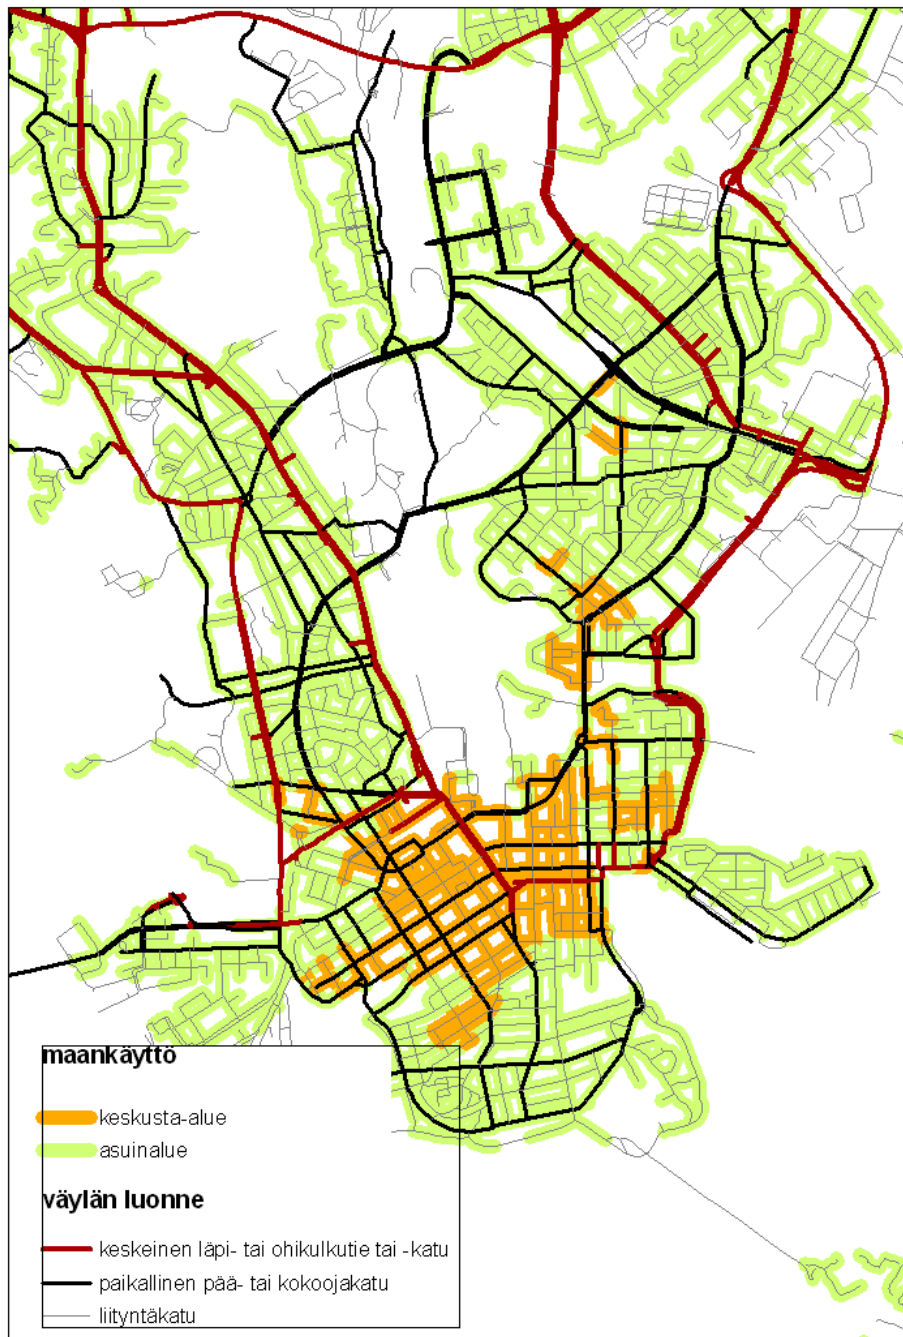 maankäyttö
keskusta-alue
asuinalue
väylän luonne
keskeinen läpi- tai ohikulkutie tai -katu
paikallinen pää- tai kokoojakatu
liityntäkatu